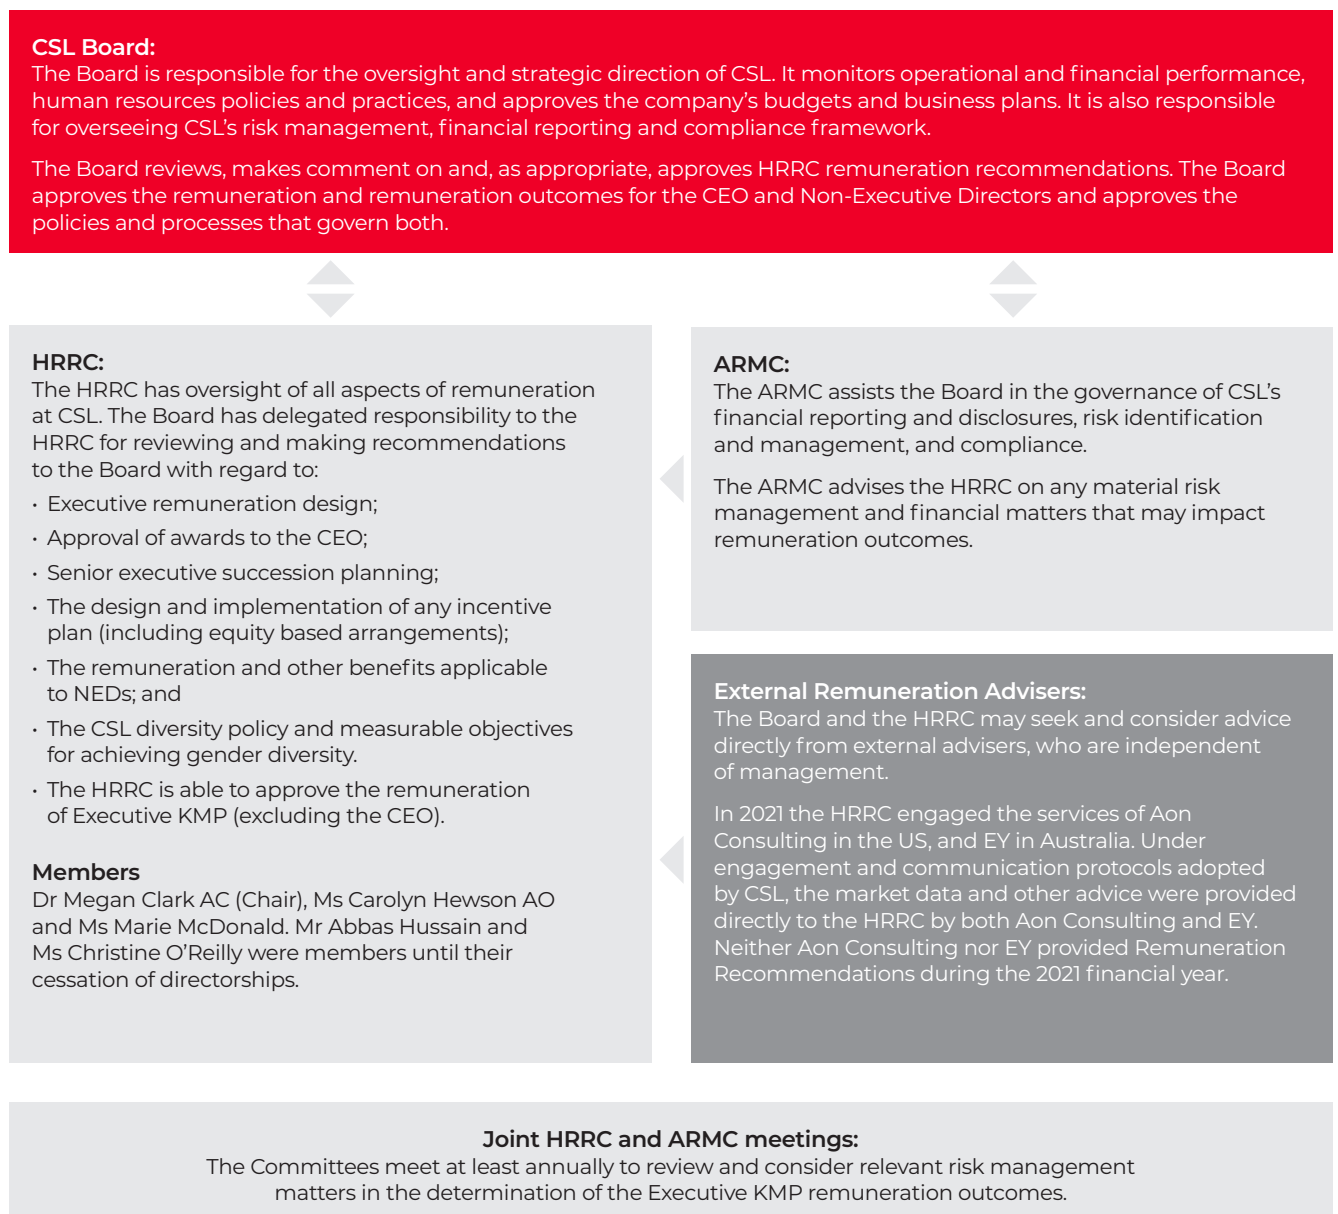 CSL Board:
The Board is responsible for the oversight and strategic direction of CSL. It monitors operational and financial performance,
human resources policies and practices, and approves the company’s budgets and business plans. It is also responsible
for overseeing CSL’s risk management, financial reporting and compliance framework.
The Board reviews, makes comment on and, as appropriate, approves HRRC remuneration recommendations. The Board
approves the remuneration and remuneration outcomes for the CEO and Non-Executive Directors and approves the
policies and processes that govern both.
HRRC:
The HRRC has oversight of all aspects of remuneration
at CSL. The Board has delegated responsibility to the
HRRC for reviewing and making recommendations
to the Board with regard to:
• Executive remuneration design;
• Approval of awards to the CEO;
• Senior executive succession planning;
• The design and implementation of any incentive
plan (including equity based arrangements);
• The remuneration and other benefits applicable
to NEDs; and
• The CSL diversity policy and measurable objectives
for achieving gender diversity.
• The HRRC is able to approve the remuneration
of Executive KMP (excluding the CEO).
Members
Dr Megan Clark AC (Chair), Ms Carolyn Hewson AO
and Ms Marie McDonald. Mr Abbas Hussain and
Ms Christine O’Reilly were members until their
cessation of directorships.
ARMC:
The ARMC assists the Board in the governance of CSL’s
financial reporting and disclosures, risk identification
and management, and compliance.
The ARMC advises the HRRC on any material risk
management and financial matters that may impact
remuneration outcomes.
External Remuneration Advisers:
The Board and the HRRC may seek and consider advice
directly from external advisers, who are independent
of management.
In 2021 the HRRC engaged the services of Aon
Consulting in the US, and EY in Australia. Under
engagement and communication protocols adopted
by CSL, the market data and other advice were provided
directly to the HRRC by both Aon Consulting and EY.
Neither Aon Consulting nor EY provided Remuneration
Recommendations during the 2021 financial year.
Joint HRRC and ARMC meetings:
The Committees meet at least annually to review and consider relevant risk management
matters in the determination of the Executive KMP remuneration outcomes.